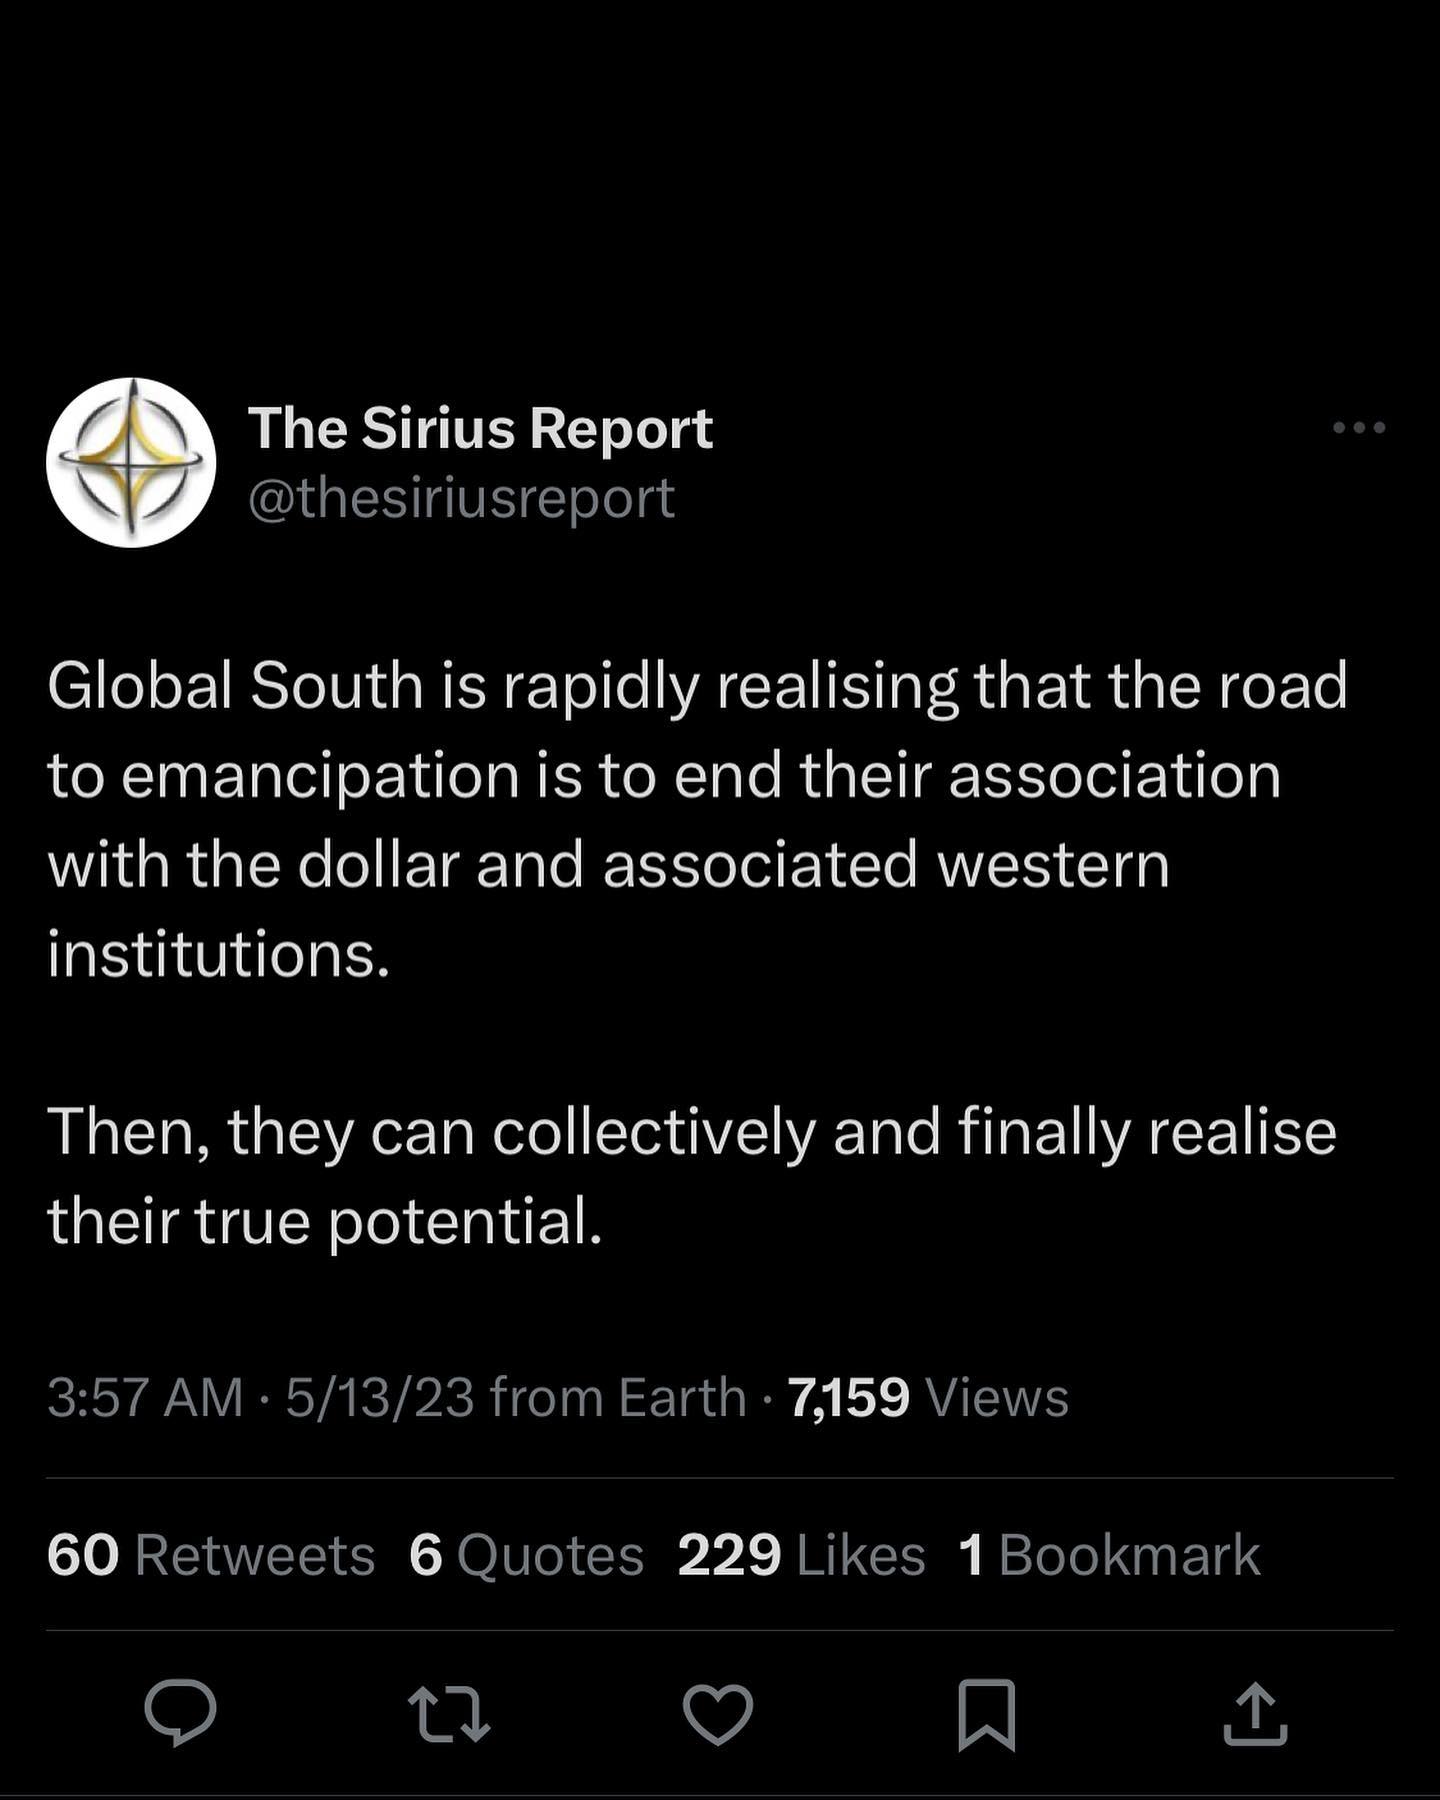 The Sirius Report
@thesiriusreport
Global South is rapidly realising that the road
to emancipation is to end their association
with the dollar and associated western
institutions.
Then, they can collectively and finally realise
their true potential.
3:57 AM · 5/13/23 from Earth · 7,159 Views
60 Retweets 6 Quotes 229 Likes 1 Bookmark